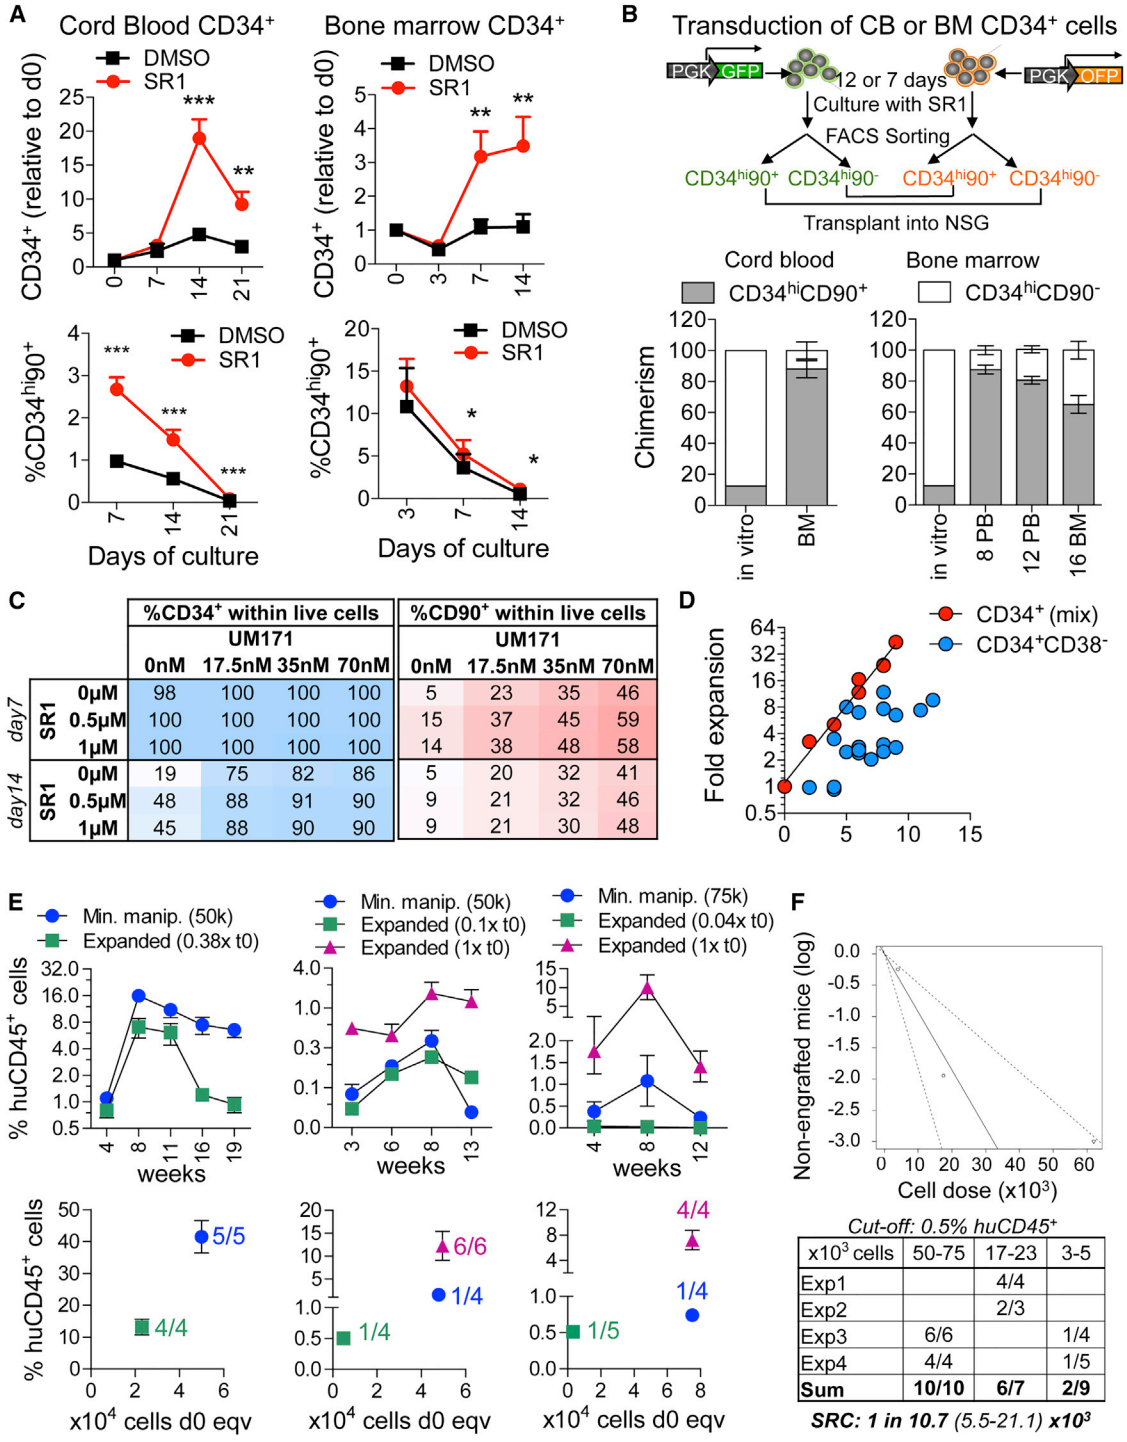 A
Cord Blood CD34+
DMSO
SR1
CD34+ (relative to d0)
25
20
15
10
5
0
***
**
0 7 14 21
Bone marrow CD34+
DMSO
SR1
CD34+ (relative to d0)
5
4
3
2
1
0
** **
0 3 7 14
DMSO
SR1
%CD34hi90+
4
3
2
1
0
***
***
***
7 14 21
Days of culture
DMSO
SR1
%CD34hi90+
20
15
10
5
0
*
*
3 7 14
Days of culture
B
Transduction of CB or BM CD34+ cells
PGK GFP
PGK OFP
12 or 7 days
Culture with SR1
FACS Sorting
CD34hi90+ CD34hi90- CD34hi90+ CD34hi90-
Transplant into NSG
Cord blood Bone marrow
CD34hiCD90+ CD34hiCD90-
Chimerism
120
100
80
60
40
20
0
in vitro BM
120
100
80
60
40
20
0
in vitro 8 PB 12 PB 16 BM
C
%CD34+ within live cells %CD90+ within live cells
UM171 UM171
0nM 17.5nM 35nM 70nM 0nM 17.5nM 35nM 70nM
day7 SR1
0µM 98 100 100 100 5 23 35 46
0.5µM 100 100 100 100 15 37 45 59
1µM 100 100 100 100 14 38 48 58
day14 SR1
0µM 19 75 82 86 5 20 32 41
0.5µM 48 88 91 90 9 21 32 46
1µM 45 88 90 90 9 21 30 48
D
CD34+ (mix)
CD34+CD38-
Fold expansion
64
32
16
8
4
2
1
0.5
0 5 10 15
E
Min. manip. (50k)
Expanded (0.38x t0)
% huCD45+ cells
32.0
16.0
8.0
4.0
2.0
1.0
0.5
4 8 11 16 19
weeks
Min. manip. (50k)
Expanded (0.1x t0)
Expanded (1x t0)
4.0
1.0
0.3
0.1
0.0
3 6 8 13
weeks
Min. manip. (75k)
Expanded (0.04x t0)
Expanded (1x t0)
15
10
5
2.0
1.5
1.0
0.5
0.0
4 8 12
weeks
% huCD45+ cells
50
40
30
20
10
0
5/5
4/4
0 2 4 6
x10⁴ cells d0 eqv
20
15
10
5
1.0
0.5
0.0
6/6
1/4
1/4
0 2 4 6
x10⁴ cells d0 eqv
12
8
4
1.0
0.5
0.0
4/4
1/4
1/5
0 2 4 6 8
x10⁴ cells d0 eqv
F
Non-engrafted mice (log)
0.0
-0.5
-1.0
-1.5
-2.0
-2.5
-3.0
0 10 20 30 40 50 60
Cell dose (x10³)
Cut-off: 0.5% huCD45+
x10³ cells 50-75 17-23 3-5
Exp1 4/4
Exp2 2/3
Exp3 6/6 1/4
Exp4 4/4 1/5
Sum 10/10 6/7 2/9
SRC: 1 in 10.7 (5.5-21.1) x10³